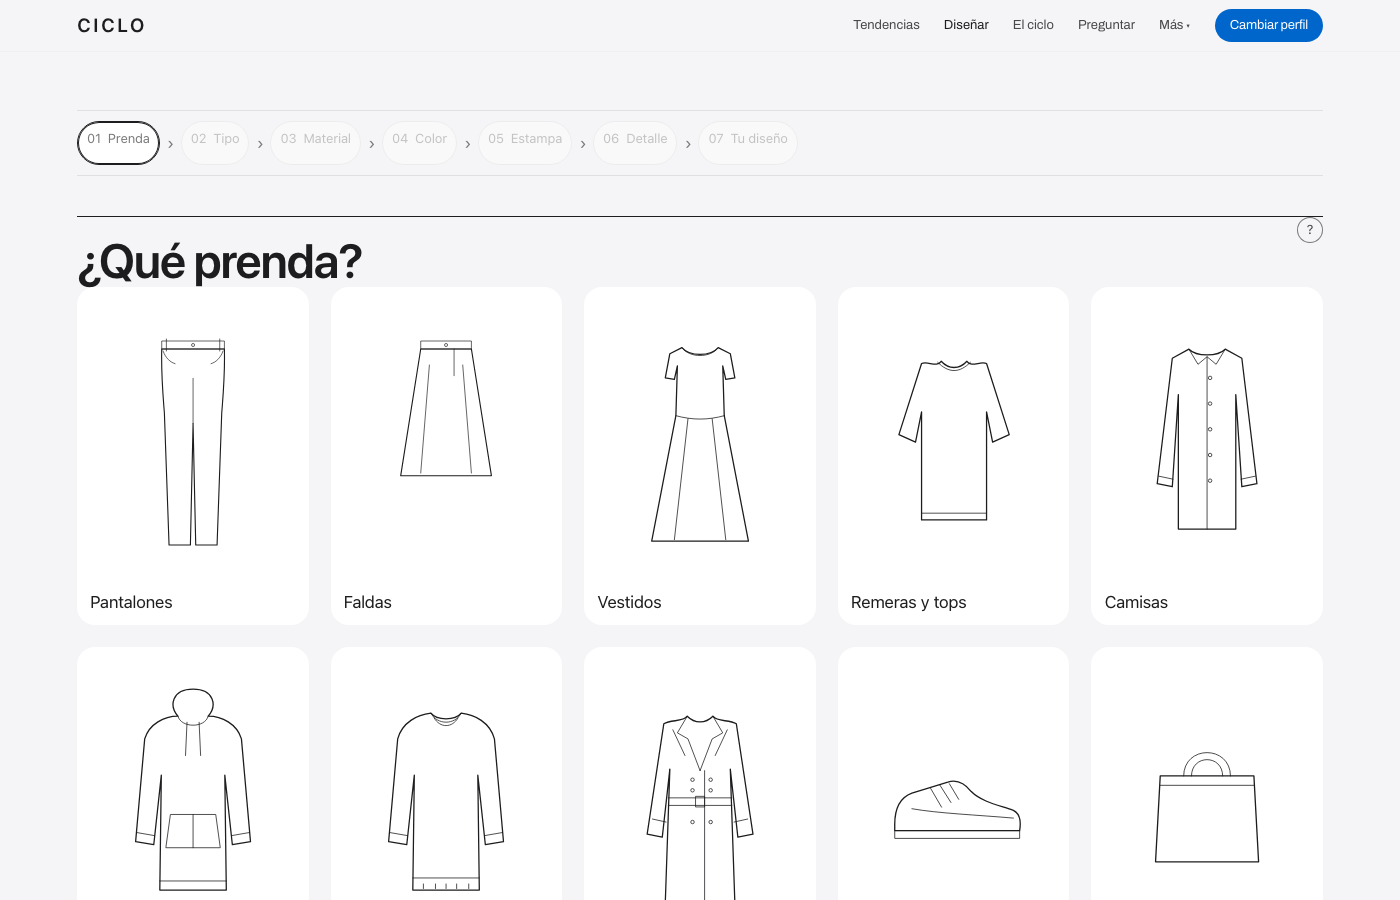 CICLO
Tendencias Diseñar El ciclo Preguntar Más ▾ Cambiar perfil
01 Prenda › 02 Tipo › 03 Material › 04 Color › 05 Estampa › 06 Detalle › 07 Tu diseño
?
¿Qué prenda?
Pantalones
Faldas
Vestidos
Remeras y tops
Camisas